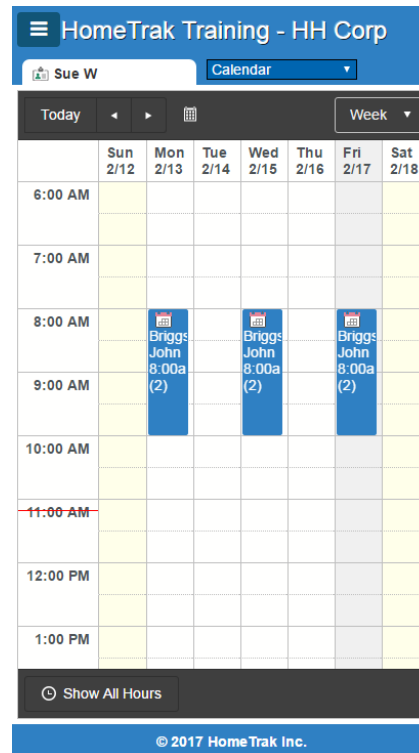 HomeTrak Training - HH Corp
Sue W
Calendar
Today
Week
Sun Mon Tue Wed Thu Fri Sat
2/12 2/13 2/14 2/15 2/16 2/17 2/18
6:00 AM
7:00 AM
8:00 AM
Briggs Briggs Briggs
John John John
8:00a 8:00a 8:00a
9:00 AM
(2) (2) (2)
10:00 AM
11:00 AM
12:00 PM
1:00 PM
Show All Hours
© 2017 HomeTrak Inc.